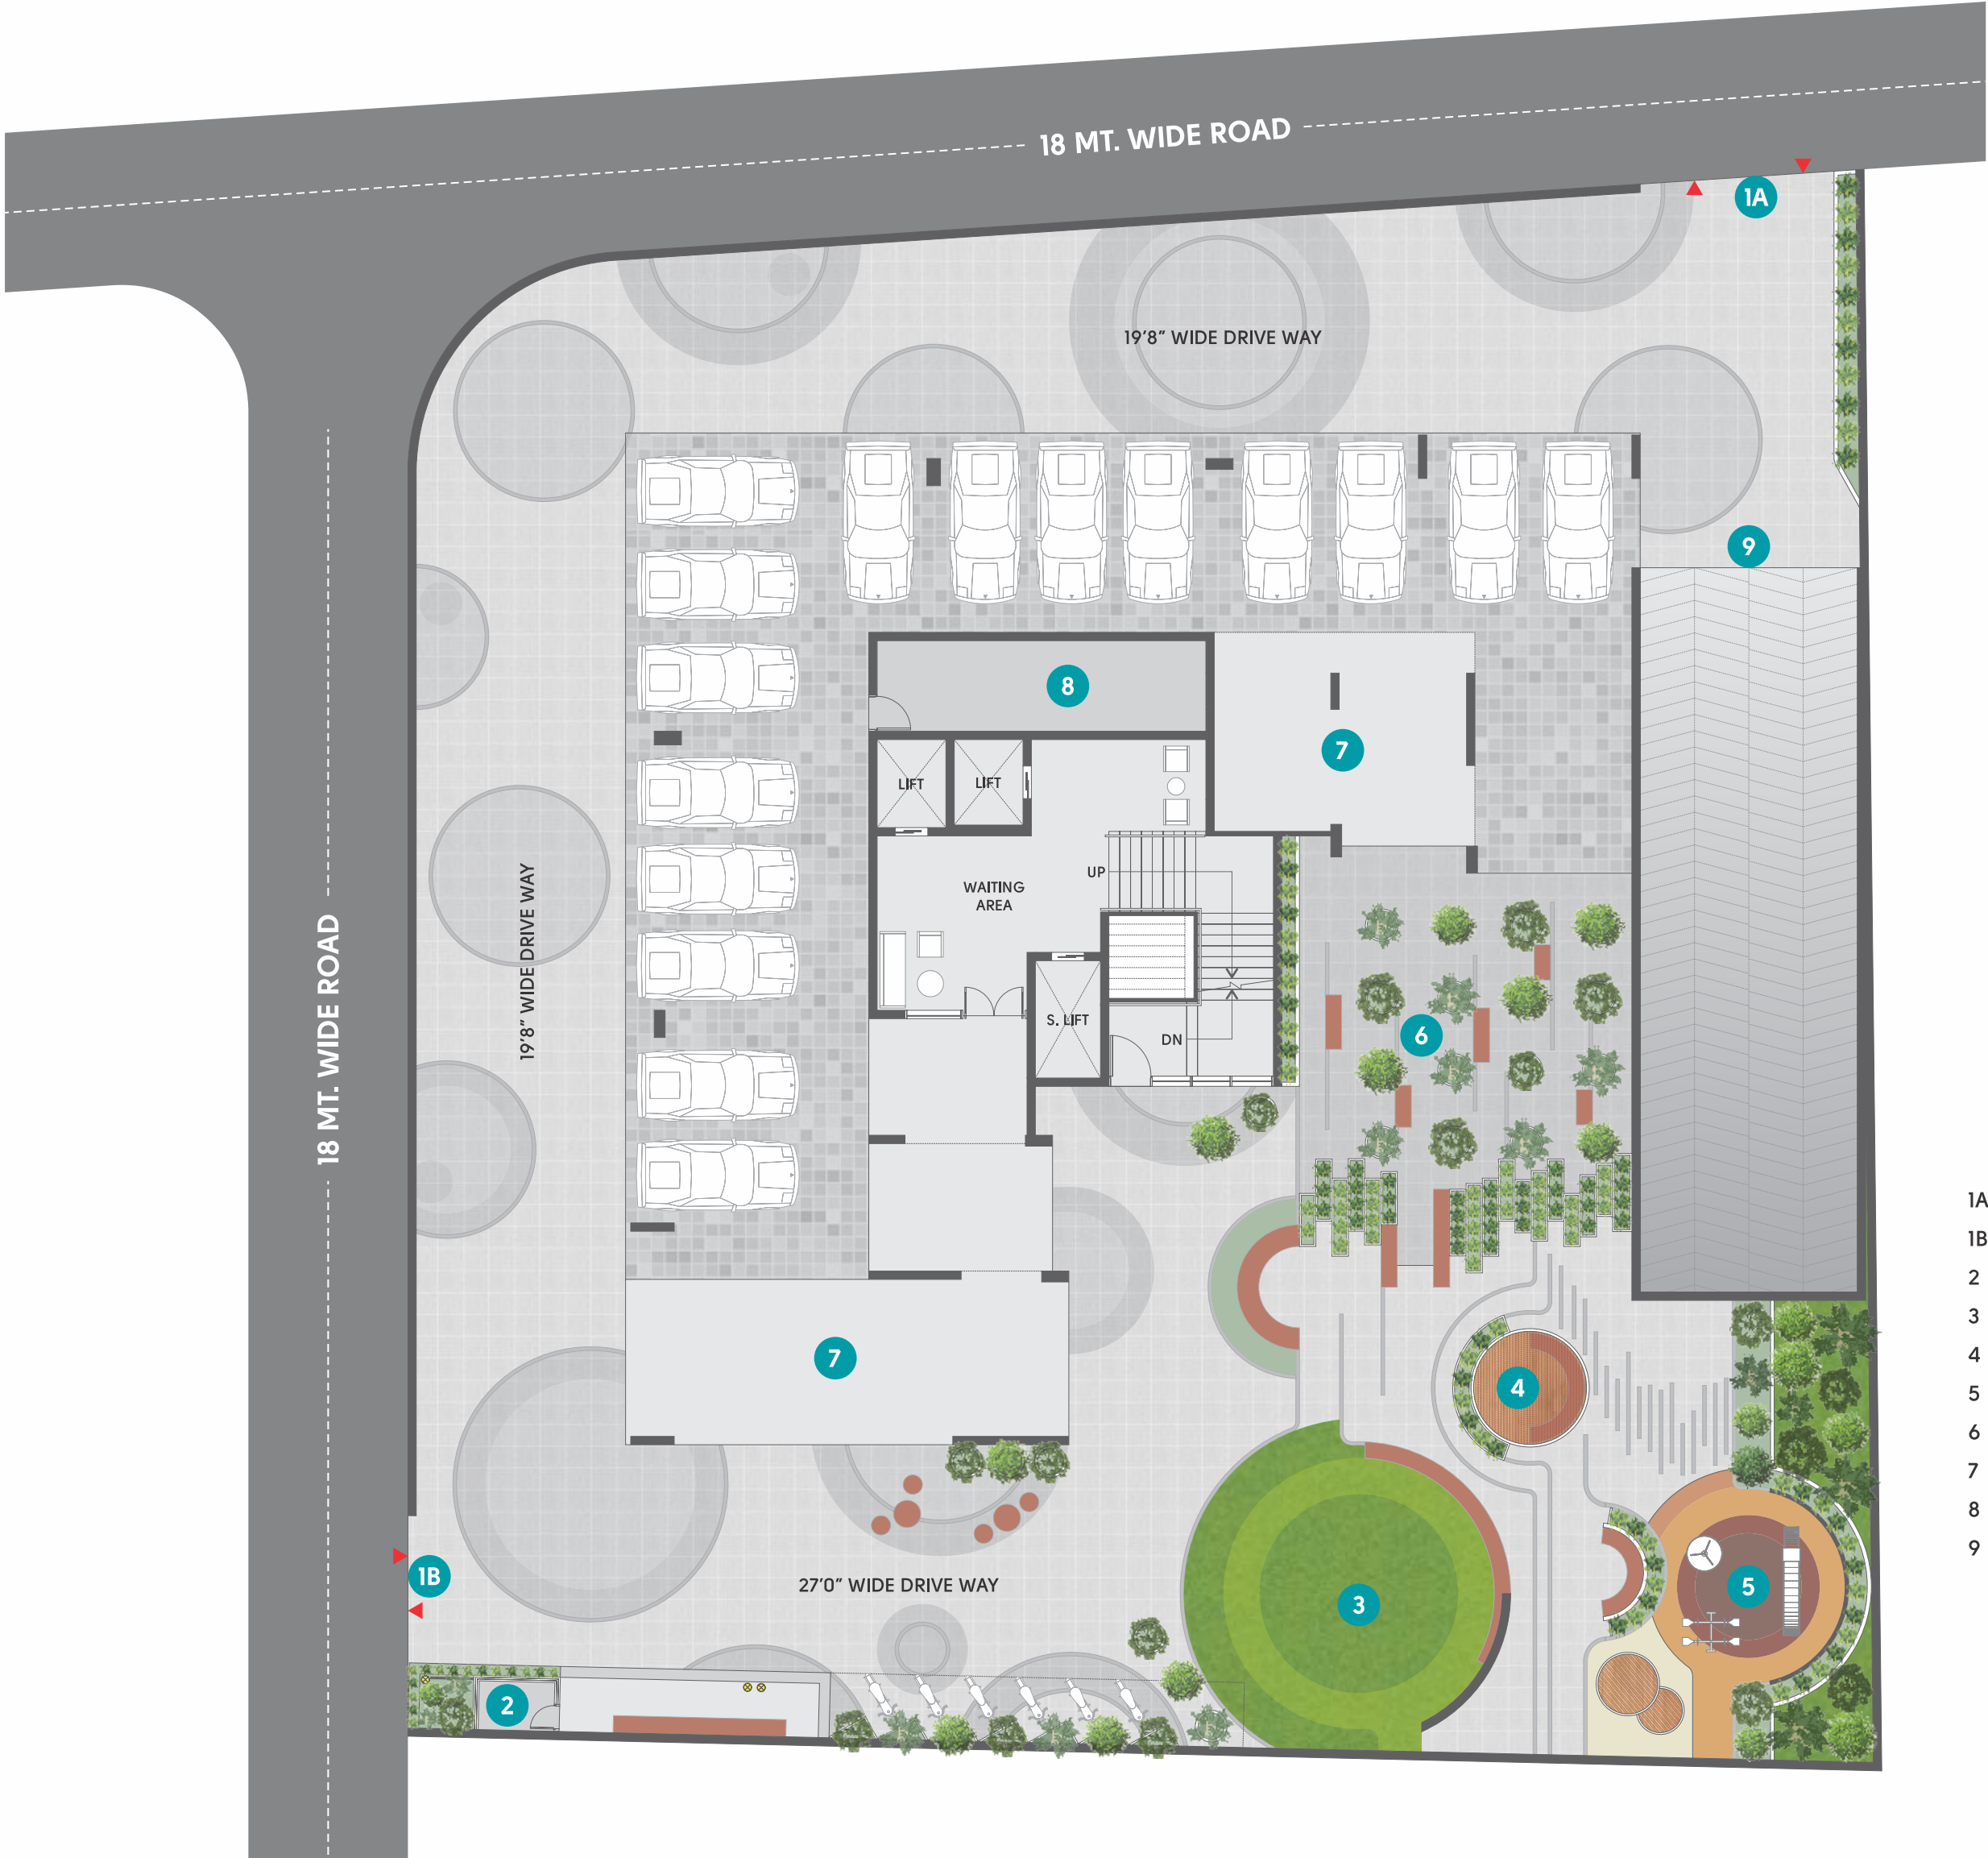 18 MT. WIDE ROAD
1A
19'8" WIDE DRIVE WAY
9
8
7
LIFT
LIFT
UP
WAITING
AREA
18 MT. WIDE ROAD
19'8" WIDE DRIVE WAY
S. LIFT
DN
6
7
4
1B
27'0" WIDE DRIVE WAY
3
5
2
1A
1B
2
3
4
5
6
7
8
9